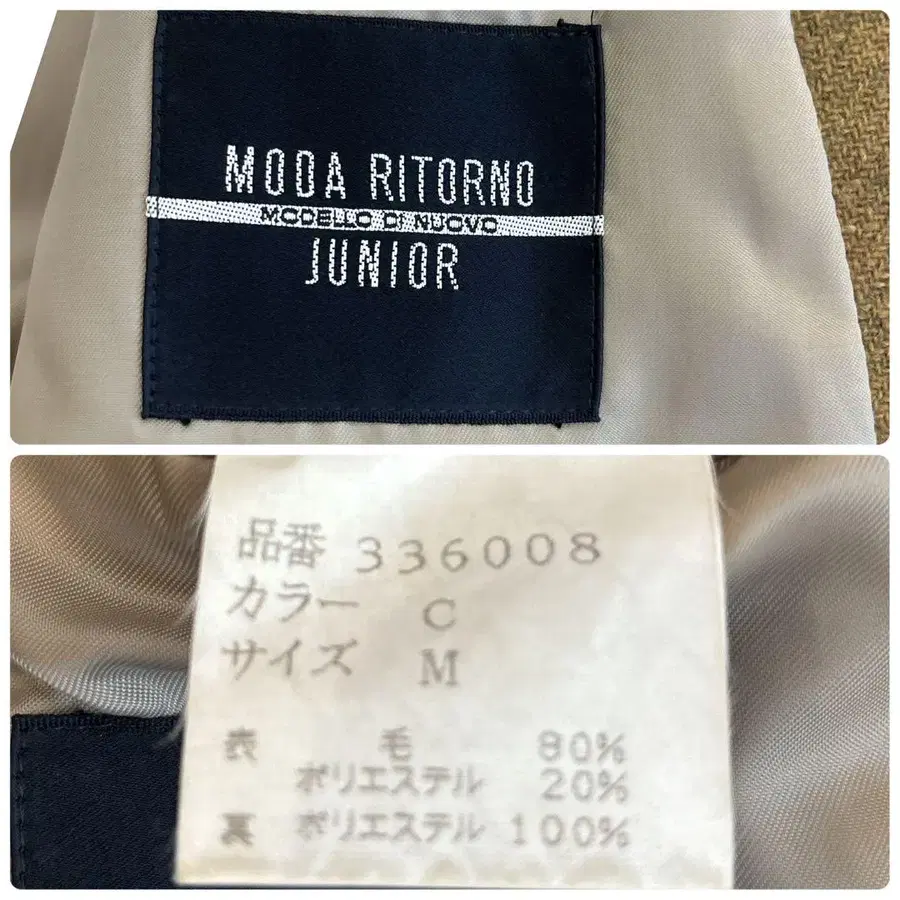 MODA RITORNO
MODELLO DI NUOVO
JUNIOR
品番 336008
カラー C
サイズ M
表 毛 80%
ポリエステル 20%
裏 ポリエステル 100%